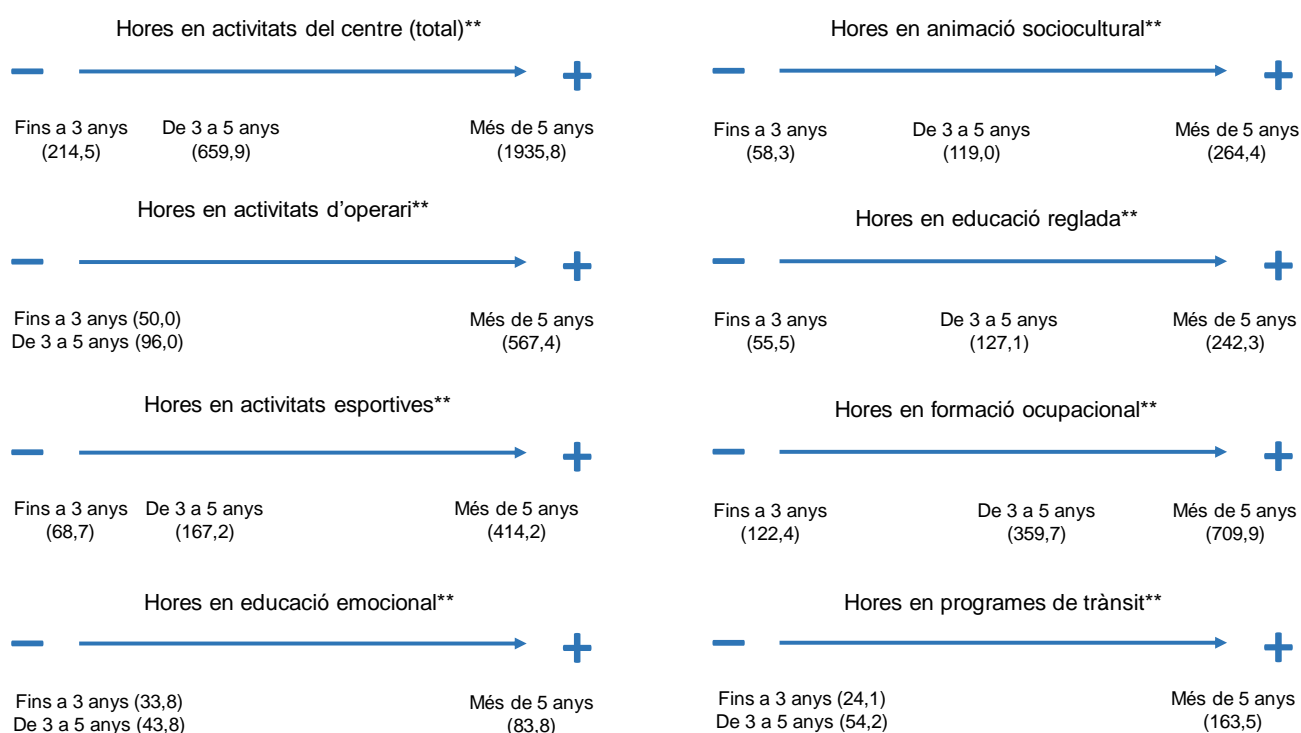 Hores en activitats del centre (total)**
Fins a 3 anys
(214,5)
De 3 a 5 anys
(659,9)
Més de 5 anys
(1935,8)
Hores en animació sociocultural**
Fins a 3 anys
(58,3)
De 3 a 5 anys
(119,0)
Més de 5 anys
(264,4)
Hores en activitats d'operari**
Fins a 3 anys (50,0)
De 3 a 5 anys (96,0)
Més de 5 anys
(567,4)
Hores en educació reglada**
Fins a 3 anys
(55,5)
De 3 a 5 anys
(127,1)
Més de 5 anys
(242,3)
Hores en activitats esportives**
Fins a 3 anys
(68,7)
De 3 a 5 anys
(167,2)
Més de 5 anys
(414,2)
Hores en formació ocupacional**
Fins a 3 anys
(122,4)
De 3 a 5 anys
(359,7)
Més de 5 anys
(709,9)
Hores en educació emocional**
Fins a 3 anys (33,8)
De 3 a 5 anys (43,8)
Més de 5 anys
(83,8)
Hores en programes de trànsit**
Fins a 3 anys (24,1)
De 3 a 5 anys (54,2)
Més de 5 anys
(163,5)